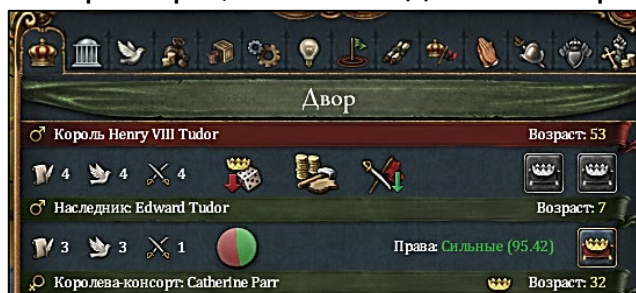 Двор
Король Henry VIII Tudor Возраст: 53
4 4 4
Наследник: Edward Tudor Возраст: 7
3 3 1 Права: Сильные (95.42)
Королева-консорт: Catherine Parr Возраст: 32